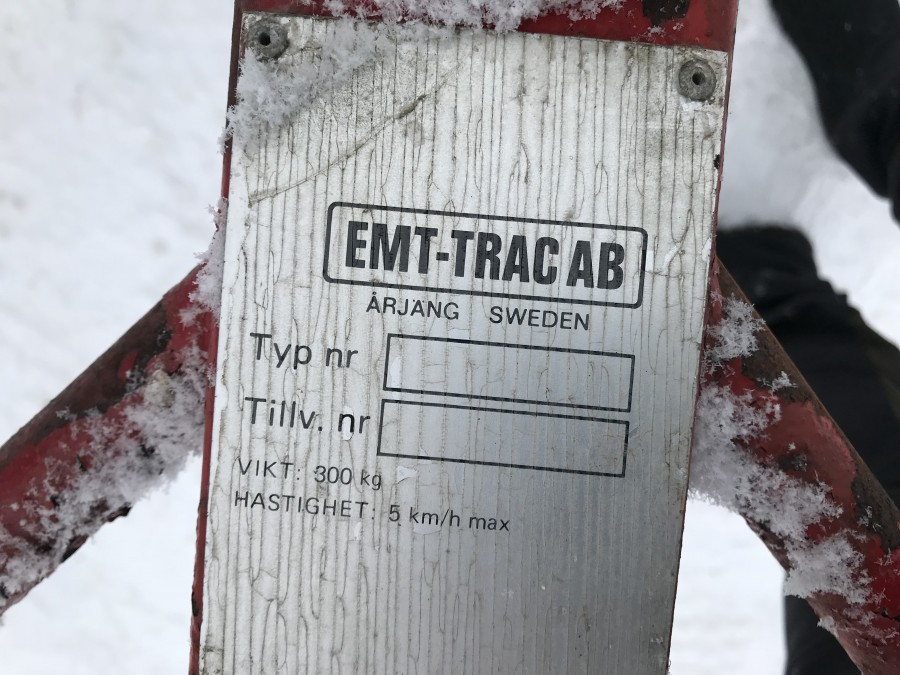 EMT-TRAC AB
ÅRJÄNG SWEDEN
Typ nr
Tillv. nr
VIKT: 300 kg
HASTIGHET: 5 km/h max